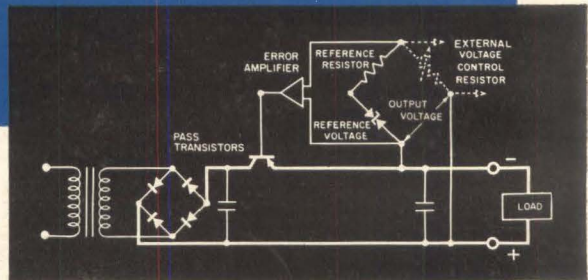 ERROR
AMPLIFIER
REFERENCE
RESISTOR
EXTERNAL
VOLTAGE
CONTROL
RESISTOR
OUTPUT
VOLTAGE
REFERENCE
VOLTAGE
PASS
TRANSISTORS
−
LOAD
+